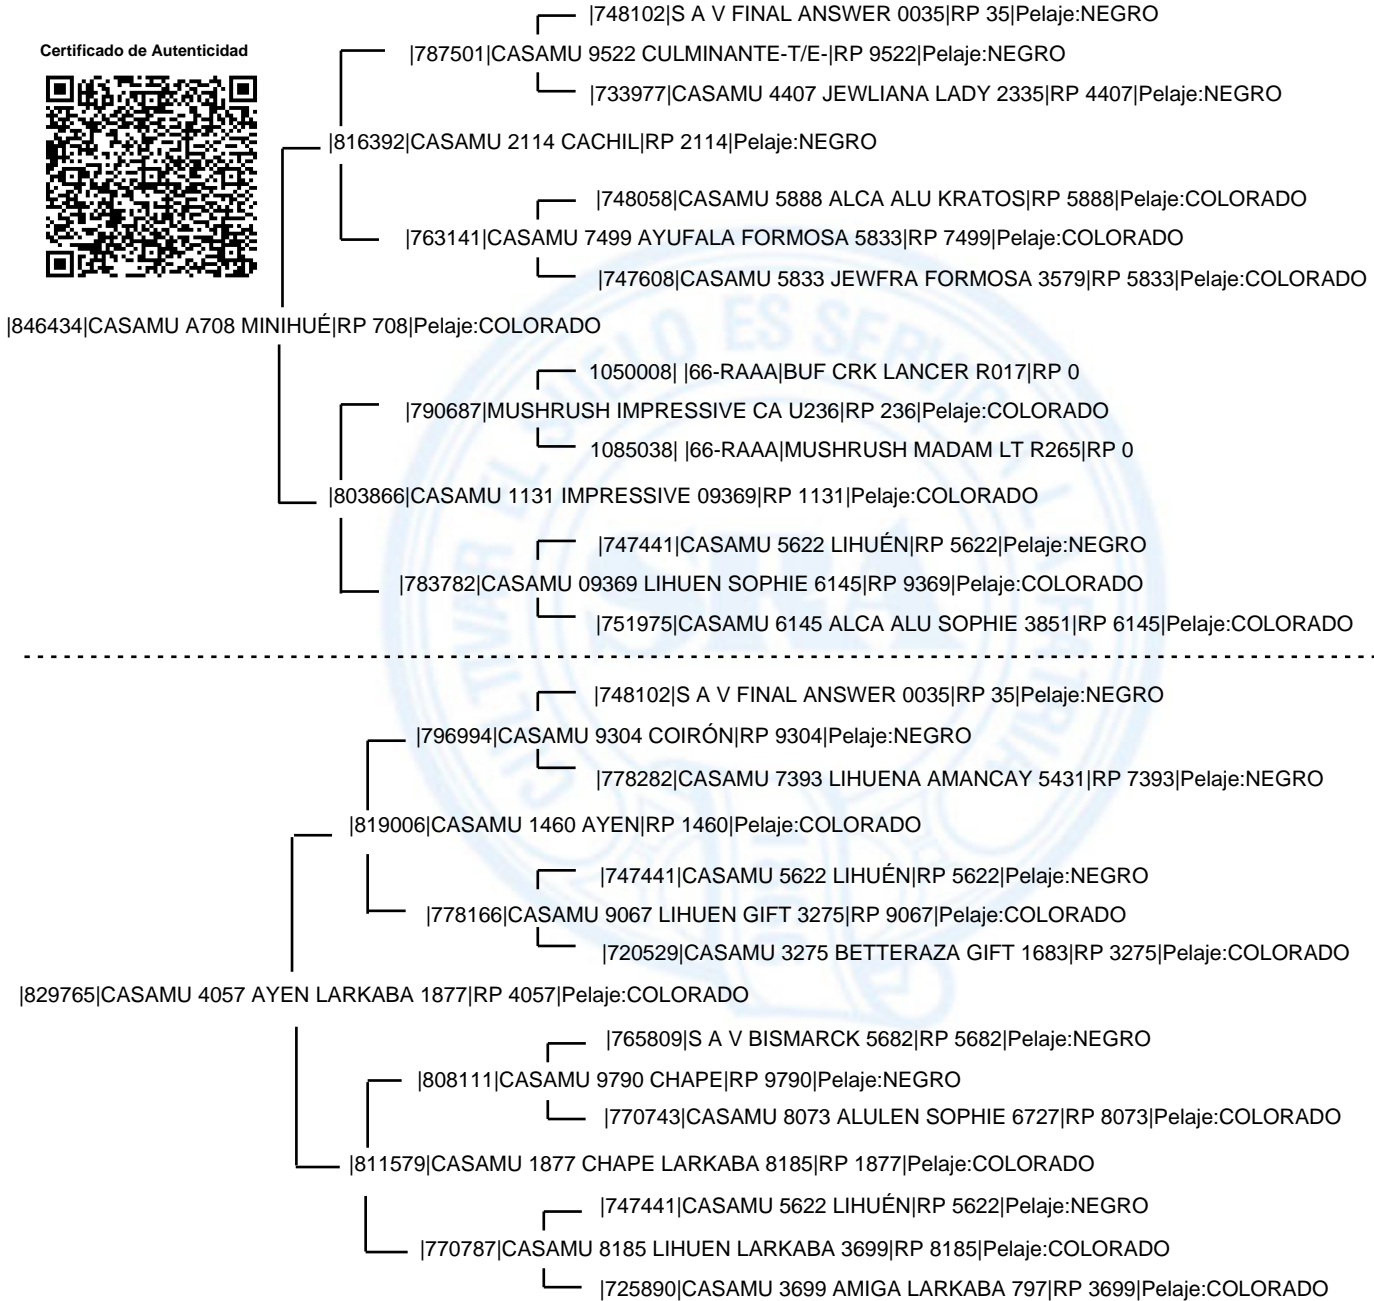 |748102|S A V FINAL ANSWER 0035|RP 35|Pelaje:NEGRO
Certificado de Autenticidad
|787501|CASAMU 9522 CULMINANTE-T/E-|RP 9522|Pelaje:NEGRO
|733977|CASAMU 4407 JEWLIANA LADY 2335|RP 4407|Pelaje:NEGRO
|816392|CASAMU 2114 CACHIL|RP 2114|Pelaje:NEGRO
|748058|CASAMU 5888 ALCA ALU KRATOS|RP 5888|Pelaje:COLORADO
|763141|CASAMU 7499 AYUFALA FORMOSA 5833|RP 7499|Pelaje:COLORADO
|747608|CASAMU 5833 JEWFRA FORMOSA 3579|RP 5833|Pelaje:COLORADO
|846434|CASAMU A708 MINIHUÉ|RP 708|Pelaje:COLORADO
1050008| |66-RAAA|BUF CRK LANCER R017|RP 0
|790687|MUSHRUSH IMPRESSIVE CA U236|RP 236|Pelaje:COLORADO
1085038| |66-RAAA|MUSHRUSH MADAM LT R265|RP 0
|803866|CASAMU 1131 IMPRESSIVE 09369|RP 1131|Pelaje:COLORADO
|747441|CASAMU 5622 LIHUÉN|RP 5622|Pelaje:NEGRO
|783782|CASAMU 09369 LIHUEN SOPHIE 6145|RP 9369|Pelaje:COLORADO
|751975|CASAMU 6145 ALCA ALU SOPHIE 3851|RP 6145|Pelaje:COLORADO
|748102|S A V FINAL ANSWER 0035|RP 35|Pelaje:NEGRO
|796994|CASAMU 9304 COIRÓN|RP 9304|Pelaje:NEGRO
|778282|CASAMU 7393 LIHUENA AMANCAY 5431|RP 7393|Pelaje:NEGRO
|819006|CASAMU 1460 AYEN|RP 1460|Pelaje:COLORADO
|747441|CASAMU 5622 LIHUÉN|RP 5622|Pelaje:NEGRO
|778166|CASAMU 9067 LIHUEN GIFT 3275|RP 9067|Pelaje:COLORADO
|720529|CASAMU 3275 BETTERAZA GIFT 1683|RP 3275|Pelaje:COLORADO
|829765|CASAMU 4057 AYEN LARKABA 1877|RP 4057|Pelaje:COLORADO
|765809|S A V BISMARCK 5682|RP 5682|Pelaje:NEGRO
|808111|CASAMU 9790 CHAPE|RP 9790|Pelaje:NEGRO
|770743|CASAMU 8073 ALULEN SOPHIE 6727|RP 8073|Pelaje:COLORADO
|811579|CASAMU 1877 CHAPE LARKABA 8185|RP 1877|Pelaje:COLORADO
|747441|CASAMU 5622 LIHUÉN|RP 5622|Pelaje:NEGRO
|770787|CASAMU 8185 LIHUEN LARKABA 3699|RP 8185|Pelaje:COLORADO
|725890|CASAMU 3699 AMIGA LARKABA 797|RP 3699|Pelaje:COLORADO
CULTIVAR EL SUELO ES SERVIR A LA PATRIA
SRA
1866